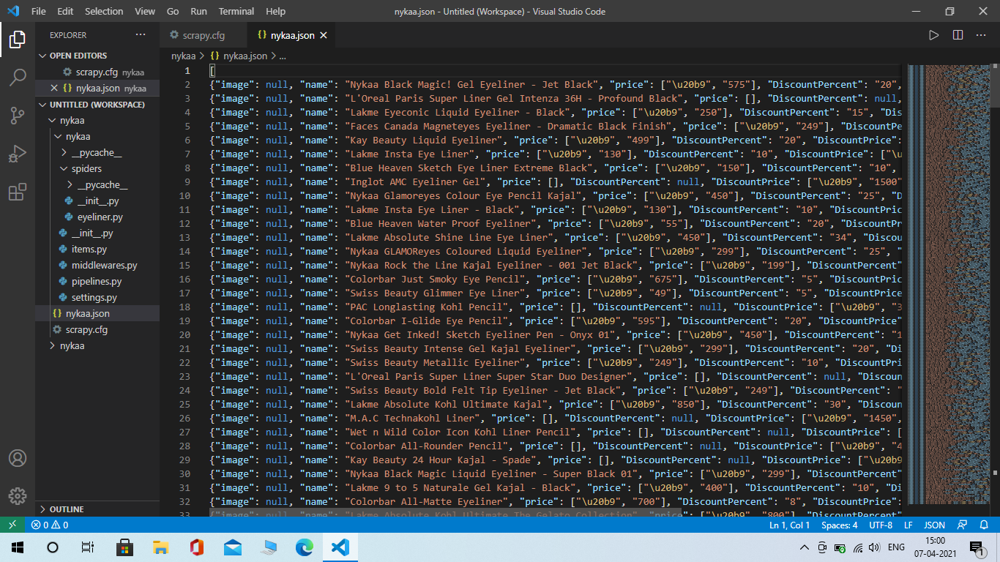 File Edit Selection View Go Run Terminal Help nykaa.json - Untitled (Workspace) - Visual Studio Code
EXPLORER ...
OPEN EDITORS
scrapy.cfg nykaa
nykaa.json nykaa
UNTITLED (WORKSPACE)
nykaa
nykaa
__pycache__
spiders
__pycache__
__init__.py
eyeliner.py
__init__.py
items.py
middlewares.py
pipelines.py
settings.py
nykaa.json
scrapy.cfg
nykaa
OUTLINE
scrapy.cfg {} nykaa.json
nykaa > {} nykaa.json > ...
1 [
2 {"image": null, "name": "Nykaa Black Magic! Gel Eyeliner - Jet Black", "price": ["\u20b9", "575"], "DiscountPercent": "20",
3 {"image": null, "name": "L'Oreal Paris Super Liner Gel Intenza 36H - Profound Black", "price": [], "DiscountPercent": null,
4 {"image": null, "name": "Lakme Eyeconic Liquid Eyeliner - Black", "price": ["\u20b9", "250"], "DiscountPercent": "15", "Dis
5 {"image": null, "name": "Faces Canada Magneteyes Eyeliner - Dramatic Black Finish", "price": ["\u20b9", "249"], "DiscountPe
6 {"image": null, "name": "Kay Beauty Liquid Eyeliner", "price": ["\u20b9", "499"], "DiscountPercent": "20", "DiscountPrice":
7 {"image": null, "name": "Lakme Insta Eye Liner", "price": ["\u20b9", "130"], "DiscountPercent": "10", "DiscountPrice": ["\u
8 {"image": null, "name": "Blue Heaven Sketch Eye Liner Extreme Black", "price": ["\u20b9", "150"], "DiscountPercent": "10",
9 {"image": null, "name": "Inglot AMC Eyeliner Gel", "price": [], "DiscountPercent": null, "DiscountPrice": ["\u20b9", "1500"
10 {"image": null, "name": "Nykaa Glamoreyes Colour Eye Pencil Kajal", "price": ["\u20b9", "450"], "DiscountPercent": "25", "D
11 {"image": null, "name": "Lakme Insta Eye Liner - Black", "price": ["\u20b9", "130"], "DiscountPercent": "10", "DiscountPric
12 {"image": null, "name": "Blue Heaven Water Proof Eyeliner", "price": ["\u20b9", "55"], "DiscountPercent": "20", "DiscountPr
13 {"image": null, "name": "Lakme Absolute Shine Line Eye Liner", "price": ["\u20b9", "450"], "DiscountPercent": "34", "Discou
14 {"image": null, "name": "Nykaa GLAMOReyes Coloured Liquid Eyeliner", "price": ["\u20b9", "299"], "DiscountPercent": "25", "
15 {"image": null, "name": "Nykaa Rock the Line Kajal Eyeliner - 001 Jet Black", "price": ["\u20b9", "199"], "DiscountPercent"
16 {"image": null, "name": "Colorbar Just Smoky Eye Pencil", "price": ["\u20b9", "675"], "DiscountPercent": "5", "DiscountPric
17 {"image": null, "name": "Swiss Beauty Glimmer Eye Liner", "price": ["\u20b9", "49"], "DiscountPercent": "5", "DiscountPrice
18 {"image": null, "name": "PAC Longlasting Kohl Pencil", "price": [], "DiscountPercent": null, "DiscountPrice": ["\u20b9", "3
19 {"image": null, "name": "Colorbar I-Glide Eye Pencil", "price": ["\u20b9", "595"], "DiscountPercent": "20", "DiscountPrice"
20 {"image": null, "name": "Nykaa Get Inked! Sketch Eyeliner Pen - Onyx 01", "price": ["\u20b9", "450"], "DiscountPercent": "1
21 {"image": null, "name": "Swiss Beauty Intense Gel Kajal Eyeliner", "price": ["\u20b9", "299"], "DiscountPercent": "20", "Di
22 {"image": null, "name": "Swiss Beauty Metallic Eyeliner", "price": ["\u20b9", "249"], "DiscountPercent": "10", "DiscountPri
23 {"image": null, "name": "L'Oreal Paris Super Liner Super Star Duo Designer", "price": [], "DiscountPercent": null, "Discoun
24 {"image": null, "name": "Swiss Beauty Bold Felt Tip Eyeliner - Jet Black", "price": ["\u20b9", "249"], "DiscountPercent": "
25 {"image": null, "name": "Lakme Absolute Kohl Ultimate Kajal", "price": ["\u20b9", "850"], "DiscountPercent": "30", "Discoun
26 {"image": null, "name": "M.A.C Technakohl Liner", "price": [], "DiscountPercent": null, "DiscountPrice": ["\u20b9", "1450",
27 {"image": null, "name": "Wet n Wild Color Icon Kohl Liner Pencil", "price": [], "DiscountPercent": null, "DiscountPrice": [
28 {"image": null, "name": "Colorbar All-Rounder Pencil", "price": [], "DiscountPercent": null, "DiscountPrice": ["\u20b9", "4
29 {"image": null, "name": "Kay Beauty 24 Hour Kajal - Spade", "price": [], "DiscountPercent": null, "DiscountPrice": ["\u20b9
30 {"image": null, "name": "Nykaa Black Magic Liquid Eyeliner - Super Black 01", "price": ["\u20b9", "299"], "DiscountPercent"
31 {"image": null, "name": "Lakme 9 to 5 Naturale Gel Kajal - Black", "price": ["\u20b9", "400"], "DiscountPercent": "10", "Di
32 {"image": null, "name": "Colorbar All-Matte Eyeliner", "price": ["\u20b9", "700"], "DiscountPercent": "8", "DiscountPrice":
33 {"image": null, "name": "Lakme Absolute Kohl Ultimate The Gelato Collection", "price": ["\u20b9", "800"], "DiscountPercent"
0 0 Ln 1, Col 1 Spaces: 4 UTF-8 LF JSON
ENG 15:00
07-04-2021
1